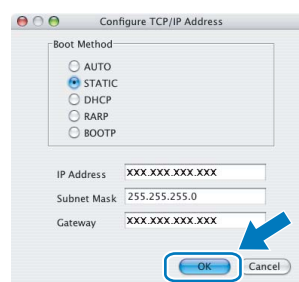 Configure TCP/IP Address
Boot Method
AUTO
STATIC
DHCP
RARP
BOOTP
IP Address XXX.XXX.XXX.XXX
Subnet Mask 255.255.255.0
Gateway XXX.XXX.XXX.XXX
OK Cancel